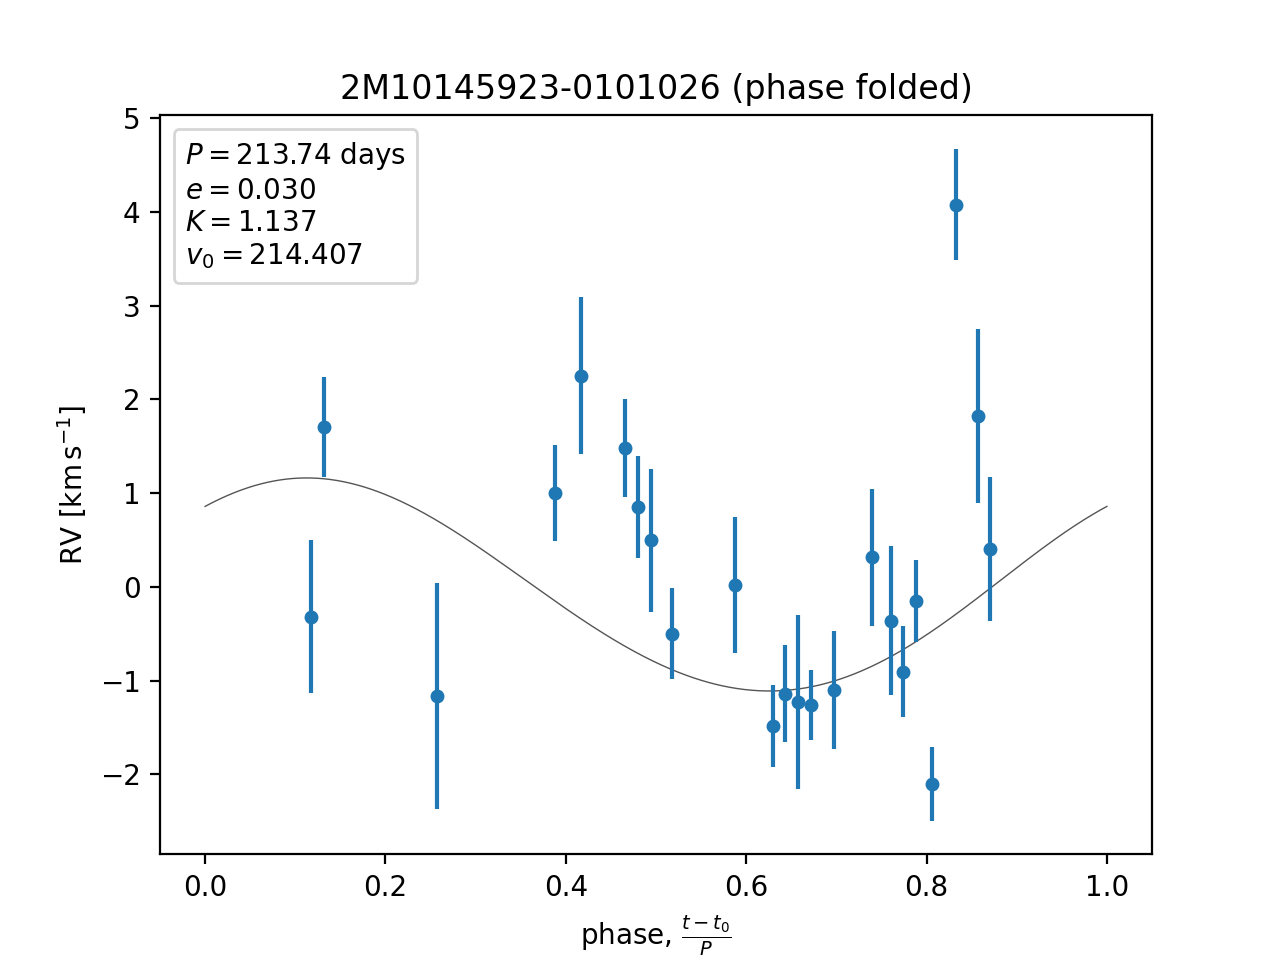 2M10145923-0101026 (phase folded)
P = 213.74 days
e = 0.030
K = 1.137
v₀ = 214.407
5
4
3
2
1
0
−1
−2
RV [km s⁻¹]
0.0 0.2 0.4 0.6 0.8 1.0
phase, (t − t₀)/P